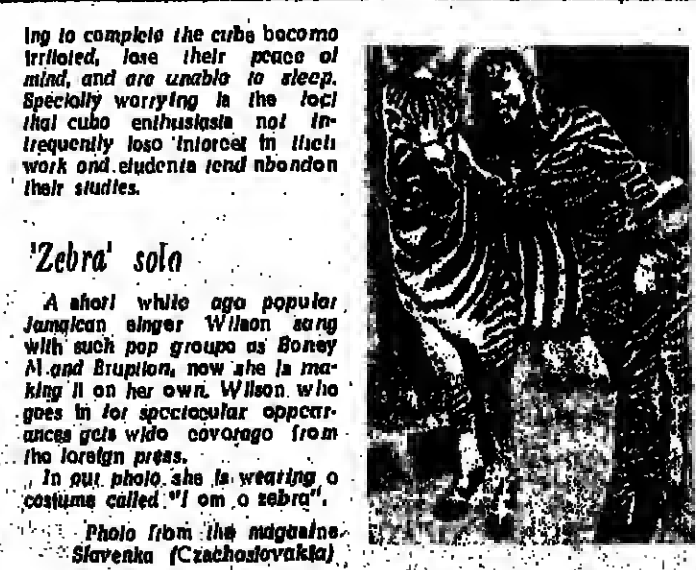 ing to complete the cube become
irritated, lose their peace of
mind, and are unable to sleep.
Specially worrying is the fact
that cube enthusiasts not in-
frequently lose interest in their
work and students tend abandon
their studies.
'Zebra' solo
A short while ago popular
Jamaican singer Wilson sang
with such pop groups as Boney
M and Eruption, now she is ma-
king it on her own. Wilson who
goes in for spectacular appear-
ances gets wide coverage from
the foreign press.
In our photo she is wearing a
costume called "I am a zebra".
Photo from the magazine
Slavenka (Czechoslovakia)